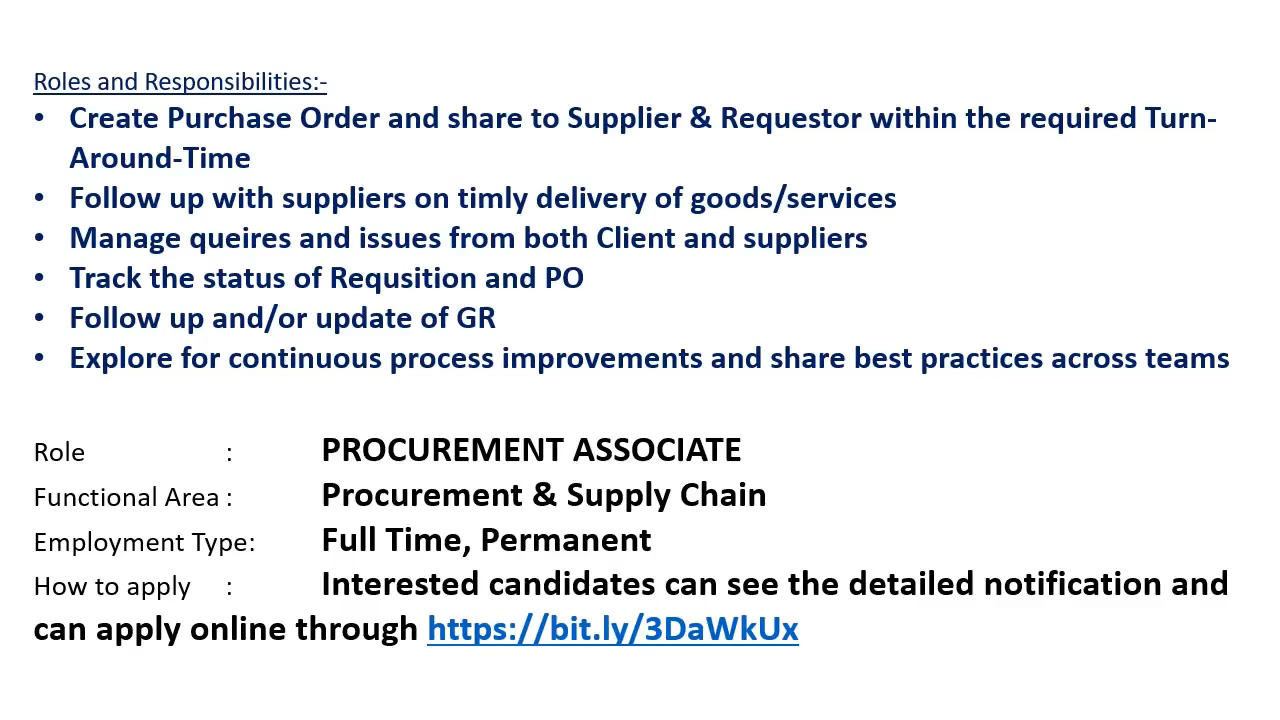 Roles and Responsibilities:-
• Create Purchase Order and share to Supplier & Requestor within the required Turn-
Around-Time
• Follow up with suppliers on timly delivery of goods/services
• Manage queires and issues from both Client and suppliers
• Track the status of Requsition and PO
• Follow up and/or update of GR
• Explore for continuous process improvements and share best practices across teams
Role : PROCUREMENT ASSOCIATE
Functional Area : Procurement & Supply Chain
Employment Type: Full Time, Permanent
How to apply : Interested candidates can see the detailed notification and
can apply online through https://bit.ly/3DaWkUx